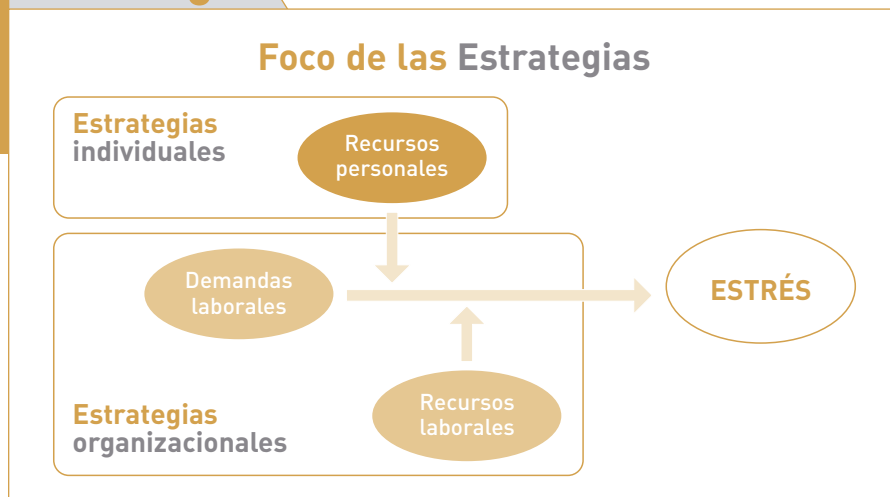 Foco de las Estrategias
Estrategias
individuales
Recursos
personales
Demandas
laborales
ESTRÉS
Recursos
laborales
Estrategias
organizacionales